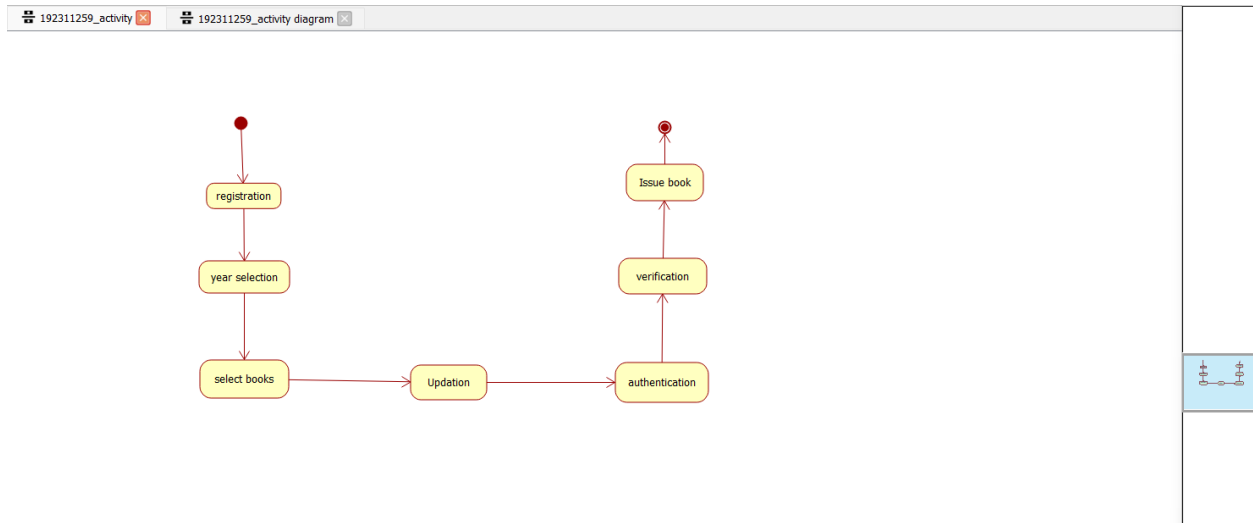 192311259_activity
192311259_activity diagram
registration
year selection
select books
Updation
authentication
verification
Issue book